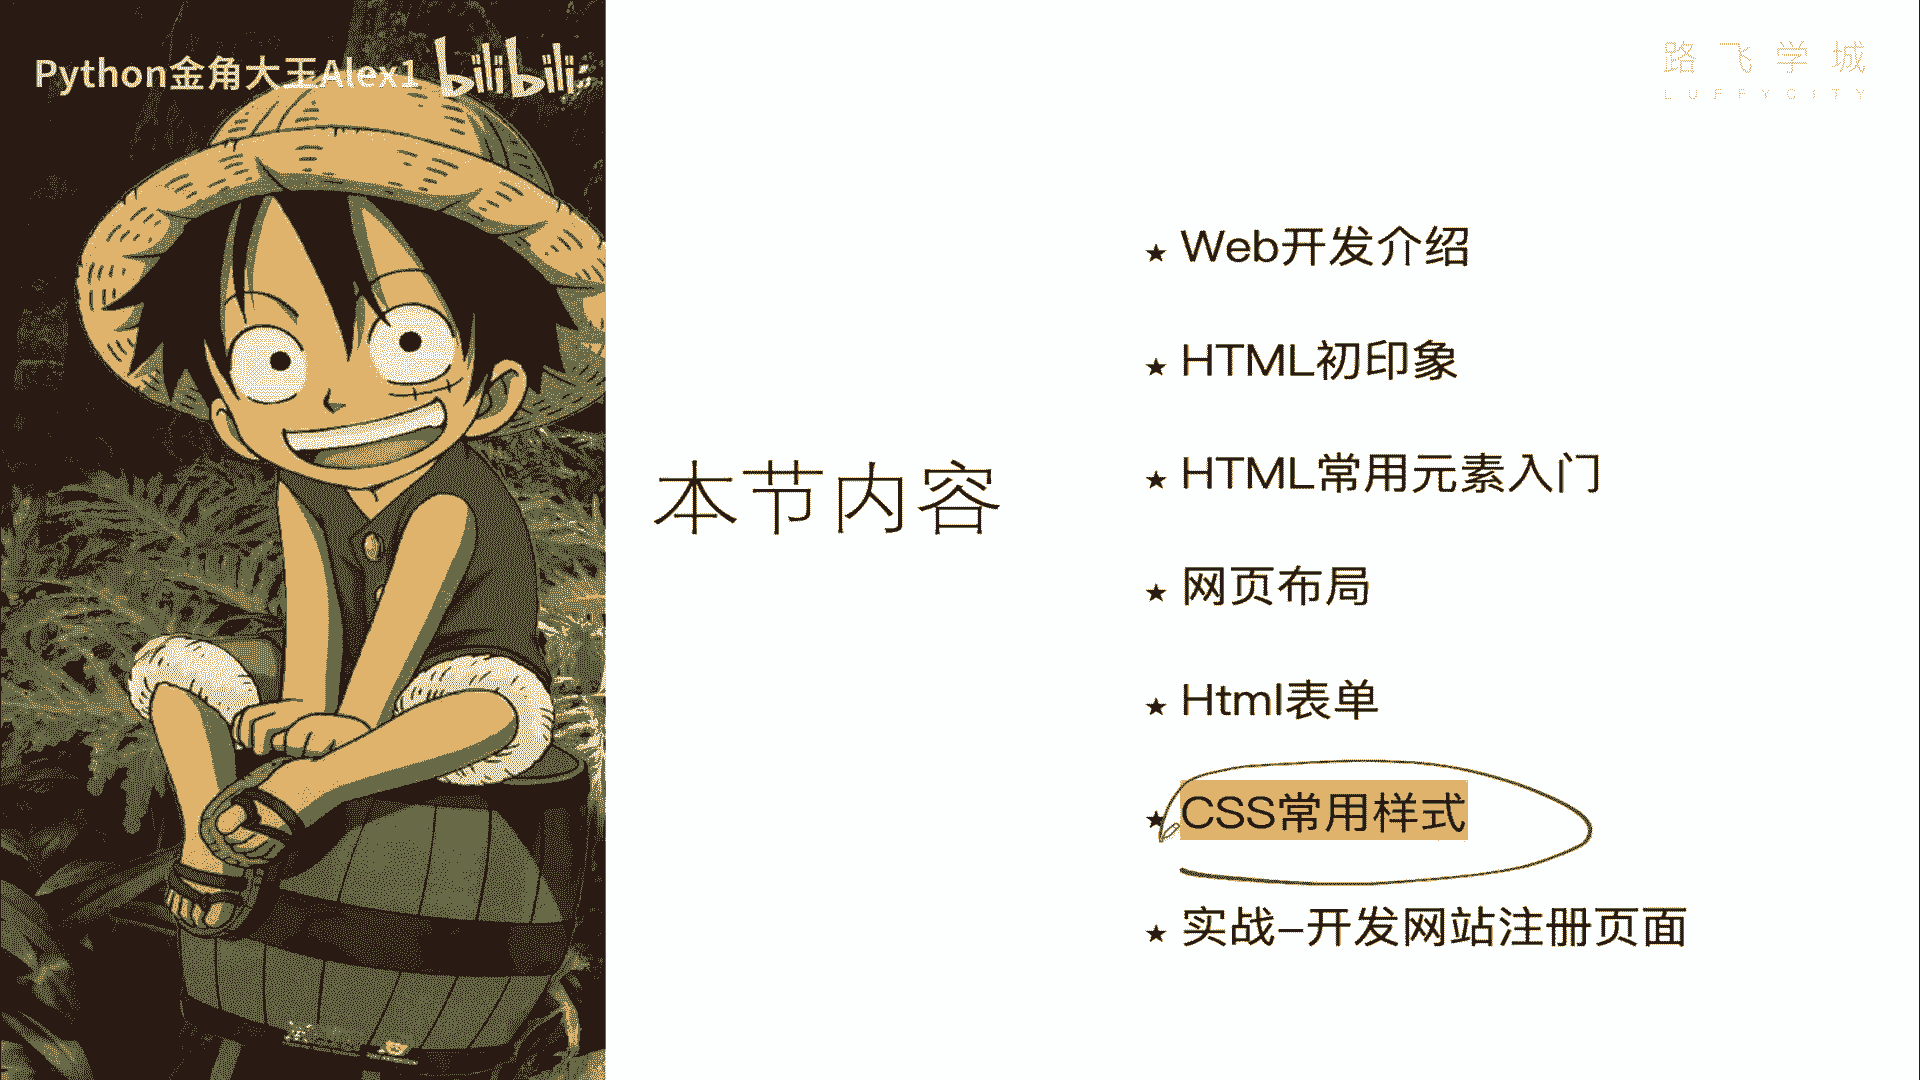 Python金角大王Alex1 bilibili
路飞学城
LUFFYCITY
本节内容
★ Web开发介绍
★ HTML初印象
★ HTML常用元素入门
★ 网页布局
★ Html表单
★ CSS常用样式
★ 实战-开发网站注册页面